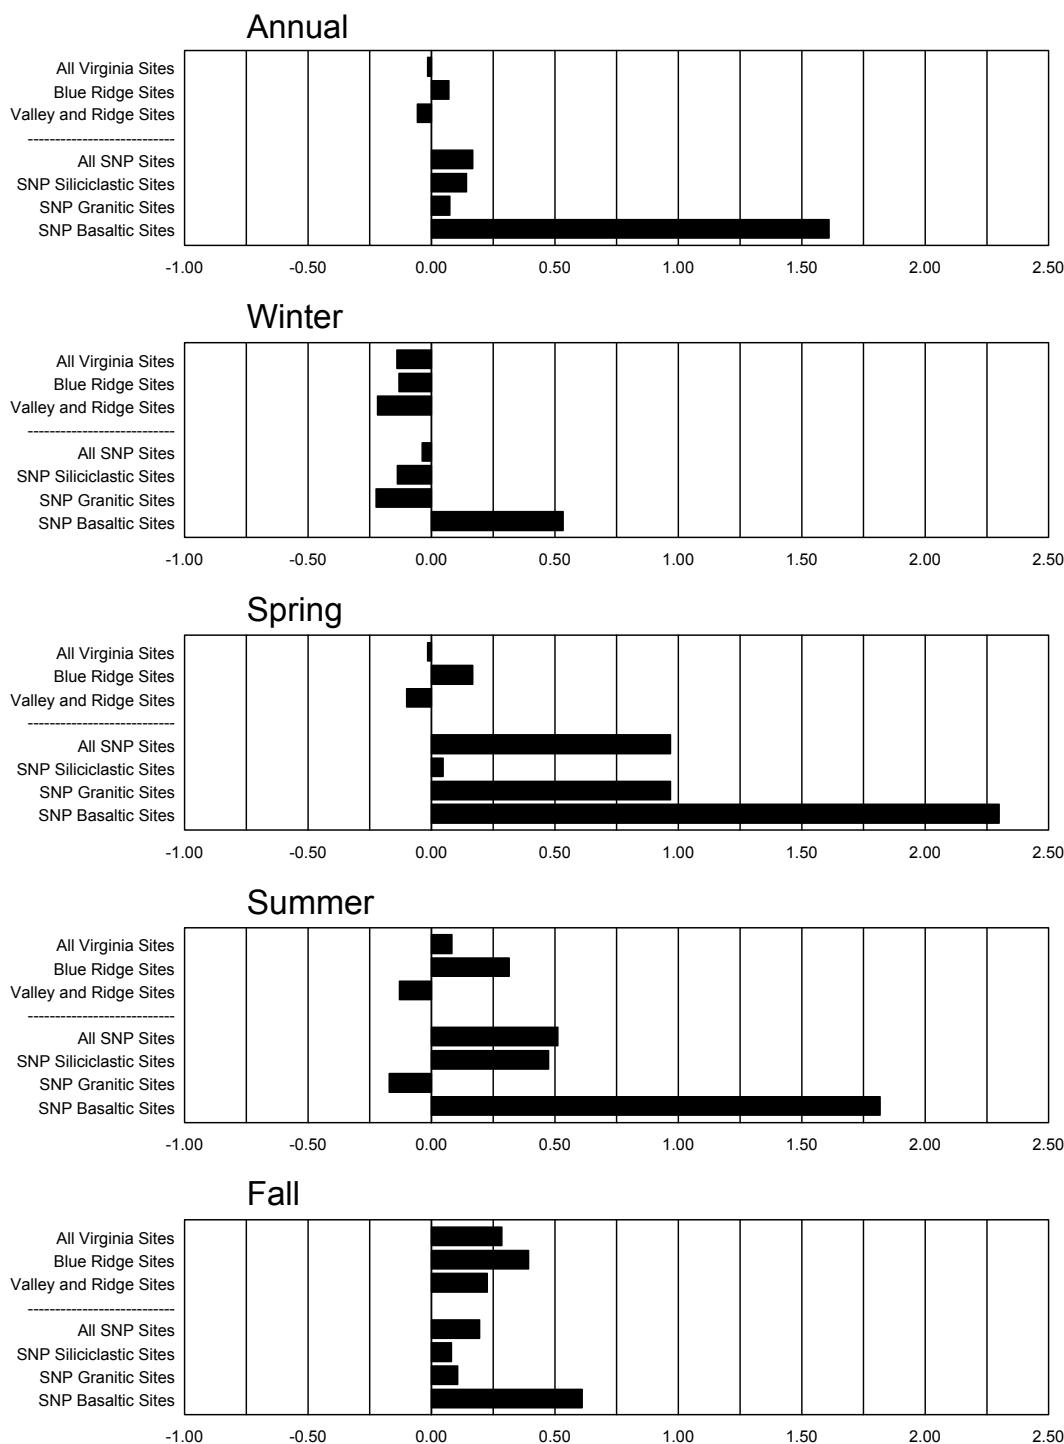 Annual
All Virginia Sites
Blue Ridge Sites
Valley and Ridge Sites
---------------------------
All SNP Sites
SNP Siliciclastic Sites
SNP Granitic Sites
SNP Basaltic Sites
-1.00 -0.50 0.00 0.50 1.00 1.50 2.00 2.50
Winter
All Virginia Sites
Blue Ridge Sites
Valley and Ridge Sites
---------------------------
All SNP Sites
SNP Siliciclastic Sites
SNP Granitic Sites
SNP Basaltic Sites
-1.00 -0.50 0.00 0.50 1.00 1.50 2.00 2.50
Spring
All Virginia Sites
Blue Ridge Sites
Valley and Ridge Sites
---------------------------
All SNP Sites
SNP Siliciclastic Sites
SNP Granitic Sites
SNP Basaltic Sites
-1.00 -0.50 0.00 0.50 1.00 1.50 2.00 2.50
Summer
All Virginia Sites
Blue Ridge Sites
Valley and Ridge Sites
---------------------------
All SNP Sites
SNP Siliciclastic Sites
SNP Granitic Sites
SNP Basaltic Sites
-1.00 -0.50 0.00 0.50 1.00 1.50 2.00 2.50
Fall
All Virginia Sites
Blue Ridge Sites
Valley and Ridge Sites
---------------------------
All SNP Sites
SNP Siliciclastic Sites
SNP Granitic Sites
SNP Basaltic Sites
-1.00 -0.50 0.00 0.50 1.00 1.50 2.00 2.50